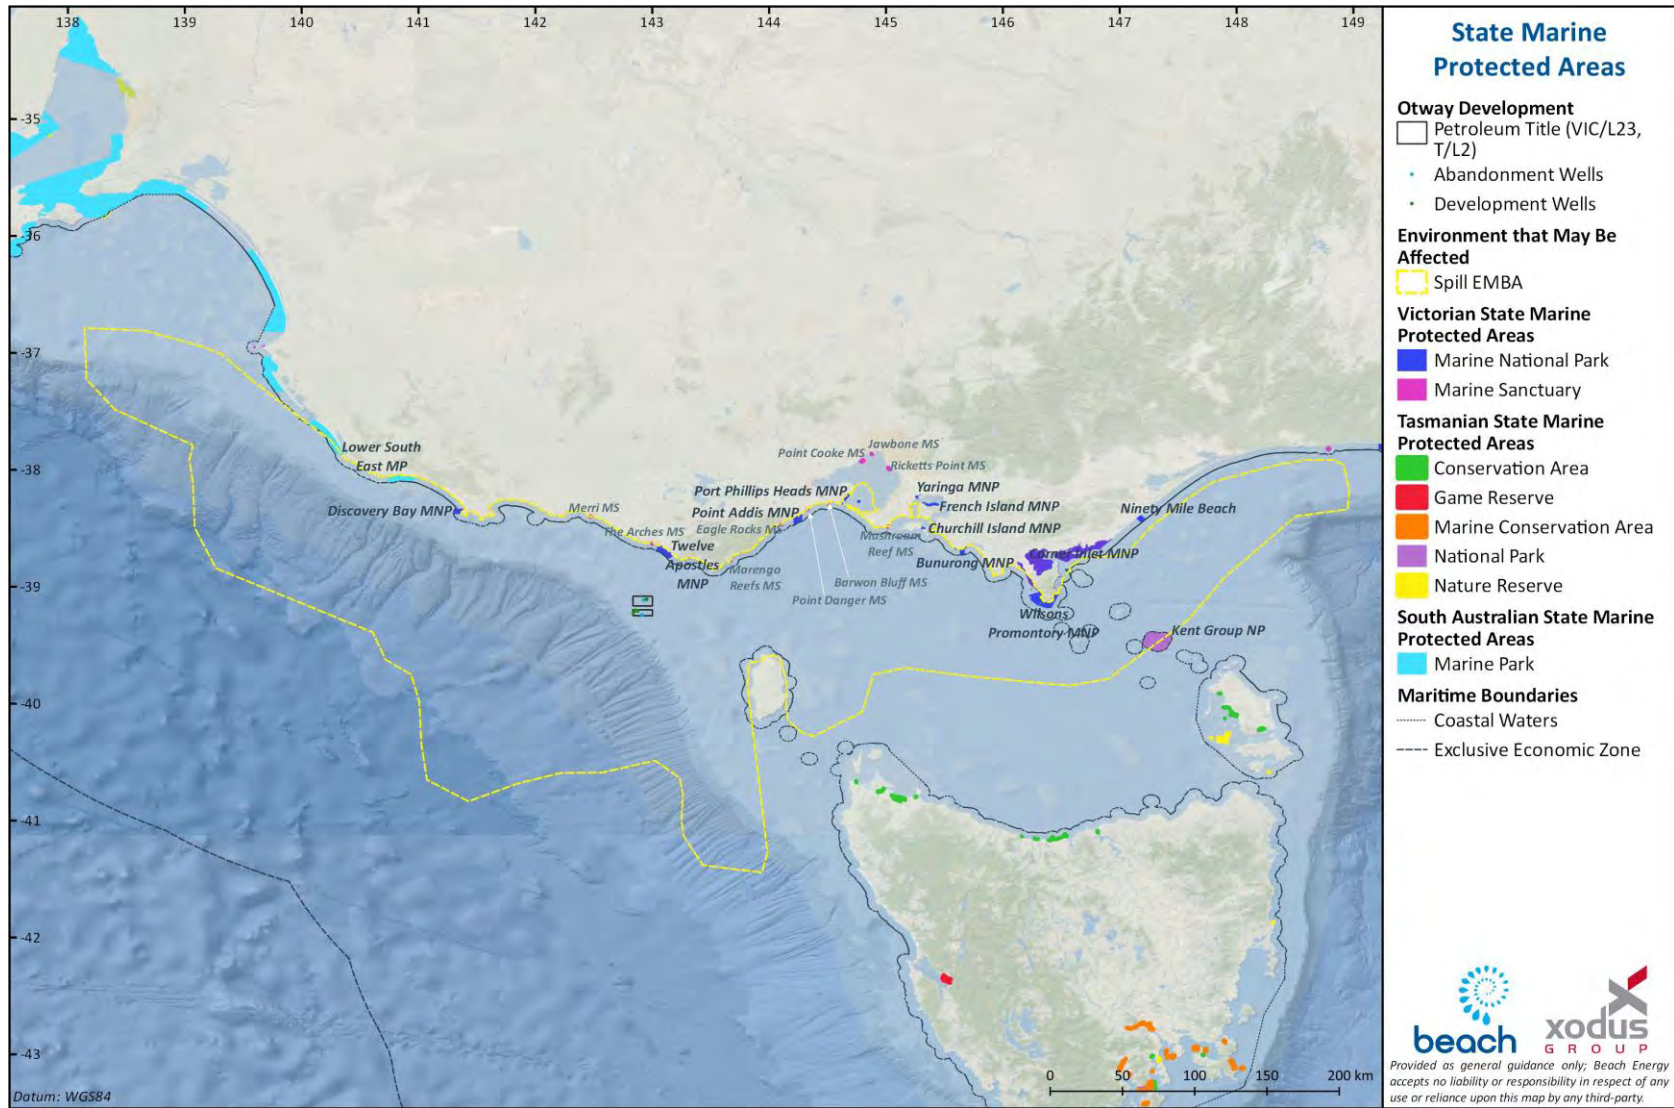 138 139 140 141 142 143 144 145 146 147 148 149
-35
-36
-37
-38
-39
-40
-41
-42
-43
Lower South
East MP
Discovery Bay MNP
Merri MS
The Arches MS
Twelve
Apostles
MNP
Port Phillips Heads MNP
Point Addis MNP
Eagle Rocks MS
Marengo
Reefs MS
Point Cooke MS
Jawbone MS
Ricketts Point MS
Yaringa MNP
French Island MNP
Churchill Island MNP
Mushroom
Reef MS
Bunurong MNP
Barwon Bluff MS
Point Danger MS
Corner Inlet MNP
Ninety Mile Beach
Wilsons
Promontory MNP
Kent Group NP
0 50 100 150 200 km
Datum: WGS84
State Marine
Protected Areas
Otway Development
Petroleum Title (VIC/L23,
T/L2)
Abandonment Wells
Development Wells
Environment that May Be
Affected
Spill EMBA
Victorian State Marine
Protected Areas
Marine National Park
Marine Sanctuary
Tasmanian State Marine
Protected Areas
Conservation Area
Game Reserve
Marine Conservation Area
National Park
Nature Reserve
South Australian State Marine
Protected Areas
Marine Park
Maritime Boundaries
Coastal Waters
Exclusive Economic Zone
beach
xodus
GROUP
Provided as general guidance only; Beach Energy
accepts no liability or responsibility in respect of any
use or reliance upon this map by any third-party.